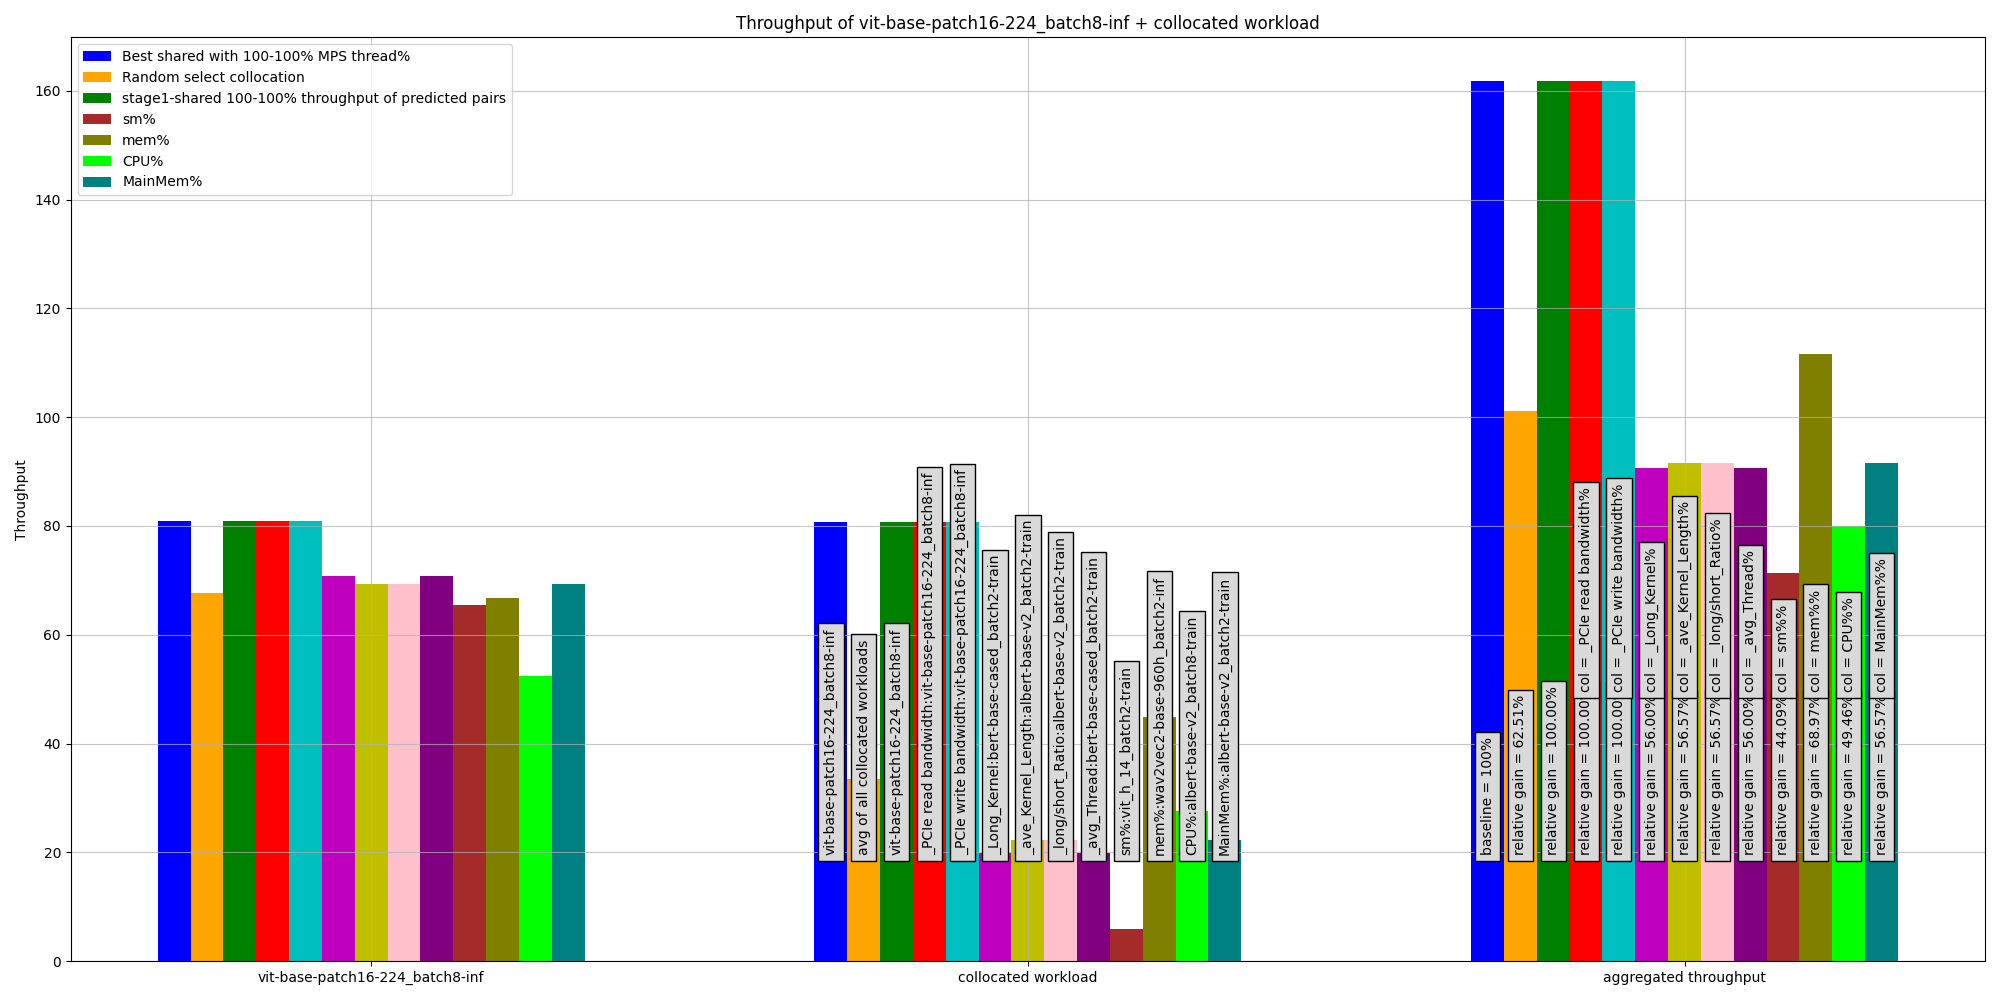 Throughput of vit-base-patch16-224_batch8-inf + collocated workload
Best shared with 100-100% MPS thread%
Random select collocation
stage1-shared 100-100% throughput of predicted pairs
sm%
mem%
CPU%
MainMem%
Throughput
160
140
120
100
80
60
40
20
0
vit-base-patch16-224_batch8-inf
avg of all collocated workloads
vit-base-patch16-224_batch8-inf
_PCIe read bandwidth:vit-base-patch16-224_batch8-inf
_PCIe write bandwidth:vit-base-patch16-224_batch8-inf
_Long_Kernel:bert-base-cased_batch2-train
_ave_Kernel_Length:albert-base-v2_batch2-train
_long/short_Ratio:albert-base-v2_batch2-train
_avg_Thread:bert-base-cased_batch2-train
sm%:vit_h_14_batch2-train
mem%:wav2vec2-base-960h_batch2-inf
CPU%:albert-base-v2_batch8-train
MainMem%:albert-base-v2_batch2-train
baseline = 100%
relative gain = 62.51%
relative gain = 100.00%
relative gain = 100.00
col = _PCIe read bandwidth%
relative gain = 100.00
col = _PCIe write bandwidth%
relative gain = 56.00%
col = _Long_Kernel%
relative gain = 56.57%
col = _ave_Kernel_Length%
relative gain = 56.57%
col = _long/short_Ratio%
relative gain = 56.00%
col = _avg_Thread%
relative gain = 44.09%
col = sm%%
relative gain = 68.97%
col = mem%%
relative gain = 49.46%
col = CPU%%
relative gain = 56.57%
col = MainMem%%
vit-base-patch16-224_batch8-inf
collocated workload
aggregated throughput